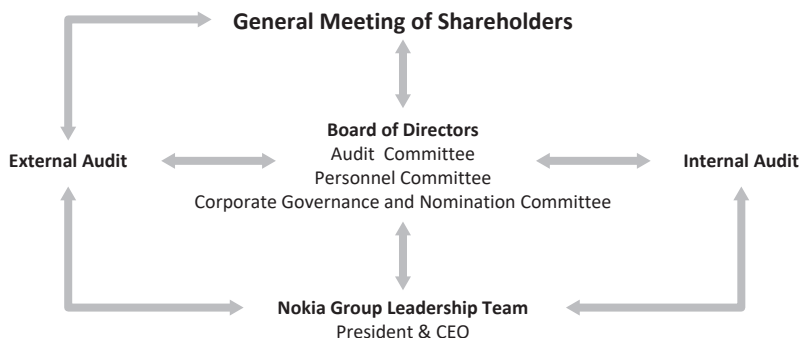 General Meeting of Shareholders
Board of Directors
Audit Committee
Personnel Committee
Corporate Governance and Nomination Committee
External Audit
Internal Audit
Nokia Group Leadership Team
President & CEO